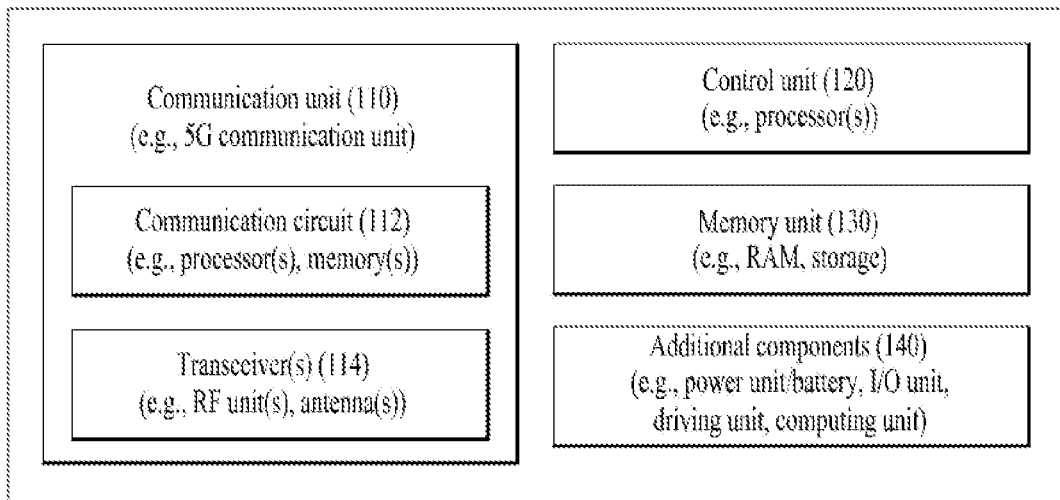 Communication unit (110)
(e.g., 5G communication unit)
Communication circuit (112)
(e.g., processor(s), memory(s))
Transceiver(s) (114)
(e.g., RF unit(s), antenna(s))
Control unit (120)
(e.g., processor(s))
Memory unit (130)
(e.g., RAM, storage)
Additional components (140)
(e.g., power unit/battery, I/O unit,
driving unit, computing unit)